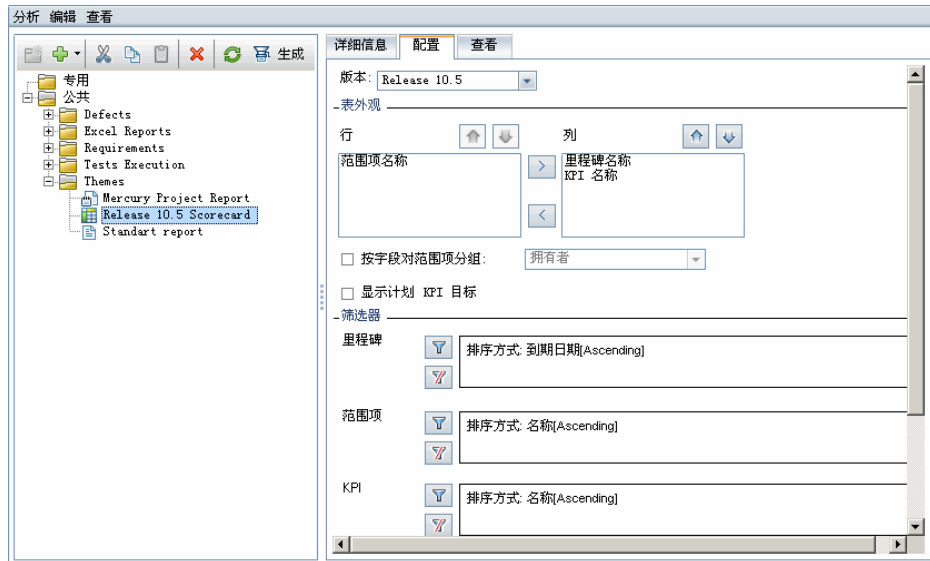 分析 编辑 查看
生成
专用
公共
Defects
Excel Reports
Requirements
Tests Execution
Themes
Mercury Project Report
Release 10.5 Scorecard
Standart report
详细信息 配置 查看
版本: Release 10.5
表外观
行 列
范围项名称
里程碑名称
KPI 名称
按字段对范围项分组: 拥有者
显示计划 KPI 目标
筛选器
里程碑
排序方式: 到期日期[Ascending]
范围项
排序方式: 名称[Ascending]
KPI
排序方式: 名称[Ascending]